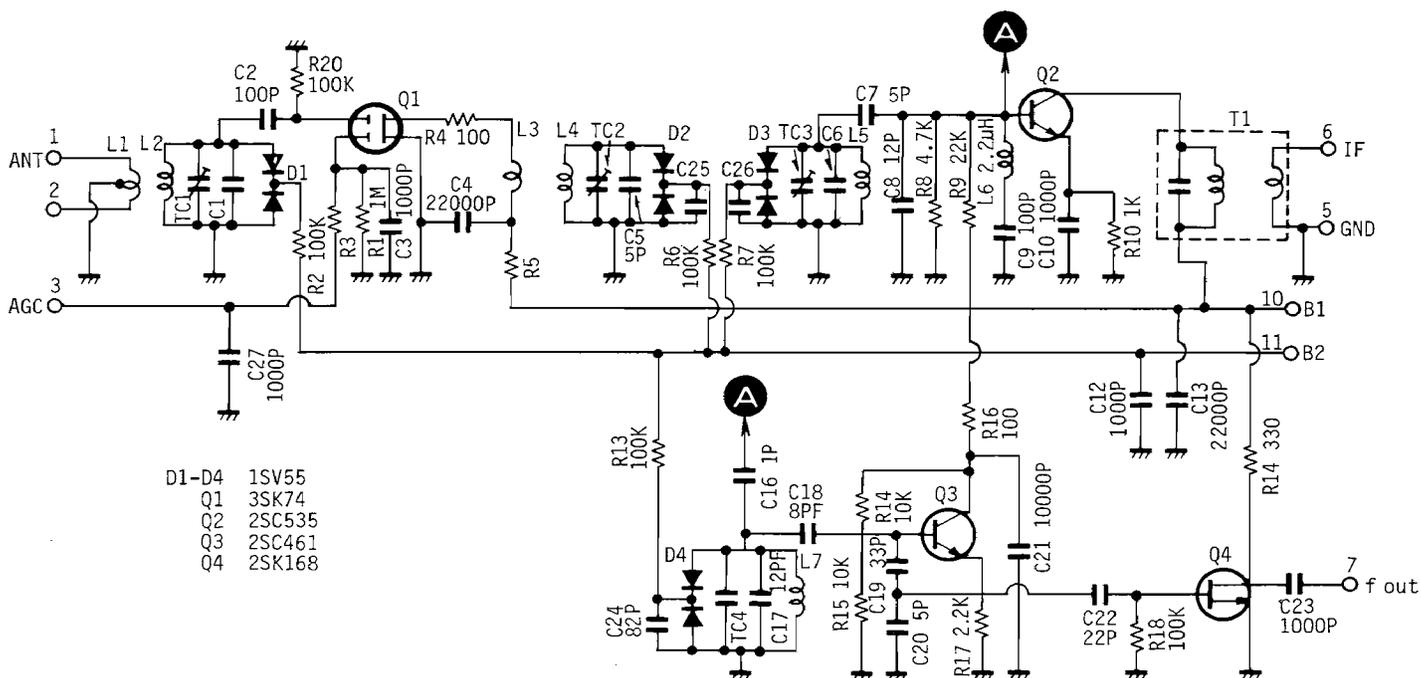 A
C2
100P
R20
100K
Q1
R4 100
L3
C7 5P
Q2
1
ANT
2
L1
L2
TC1
C1
D1
R2 100K
R3
R1 1M
C3 1000P
C4
22000P
R5
L4
TC2
D2
C25
C5
5P
R6
100K
C26
R7
100K
D3
TC3
C6
L5
C8 12P
R8 4.7K
R9 22K
L6 2.2μH
C9 100P
C10 1000P
R10 1K
T1
6
IF
5
GND
3
AGC
10
B1
11
B2
C27
1000P
C12
1000P
C13
22000P
R14 330
R13
100K
A
C16 1P
R16
100
C18
8PF
R14
10K
Q3
C21 10000P
D1-D4 1SV55
Q1 3SK74
Q2 2SC535
Q3 2SC461
Q4 2SK168
D4
C24
82P
TC4
C17
12PF
L7
R15 10K
C19 33P
C20 5P
R17 2.2K
C22
22P
R18
100K
Q4
C23
1000P
7
f out